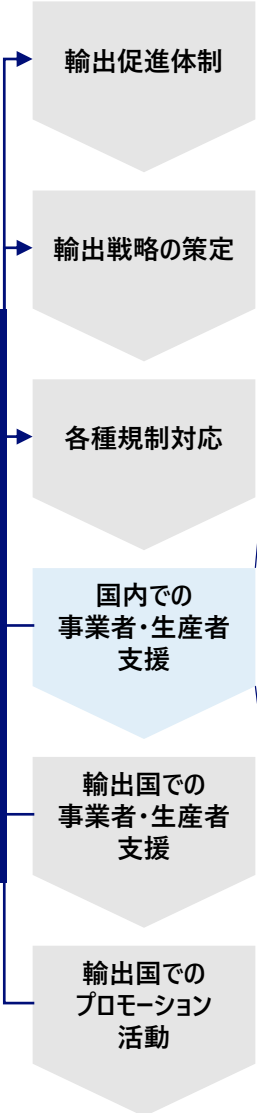 輸出促進体制
輸出戦略の策定
各種規制対応
国内での
事業者・生産者
支援
輸出国での
事業者・生産者
支援
輸出国での
プロモーション
活動